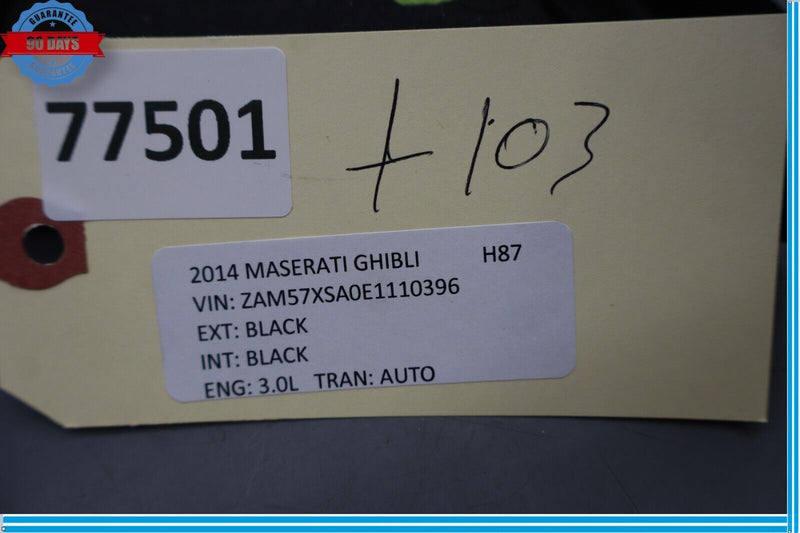 GUARANTEE
90 DAYS
GUARANTEE
77501
+103
2014 MASERATI GHIBLI H87
VIN: ZAM57XSA0E1110396
EXT: BLACK
INT: BLACK
ENG: 3.0L TRAN: AUTO